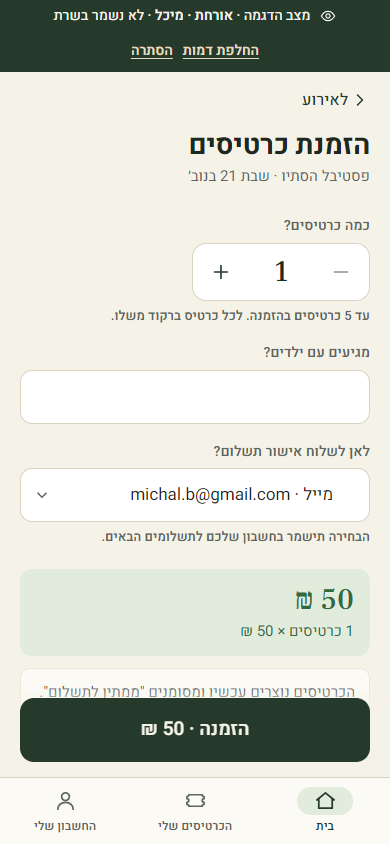 מצב הדגמה · אורחת · מיכל · לא נשמר בשרת
החלפת דמות הסתרה
לאירוע
הזמנת כרטיסים
פסטיבל הסתיו · שבת 21 בנוב׳
כמה כרטיסים?
− 1 +
עד 5 כרטיסים בהזמנה. לכל כרטיס ברקוד משלו.
מגיעים עם ילדים?
לאן לשלוח אישור תשלום?
מייל · michal.b@gmail.com
הבחירה תישמר בחשבון שלכם לתשלומים הבאים.
50 ₪
1 כרטיסים × 50 ₪
הכרטיסים נוצרים עכשיו ומסומנים "ממתין לתשלום".
הזמנה · 50 ₪
בית
הכרטיסים שלי
החשבון שלי